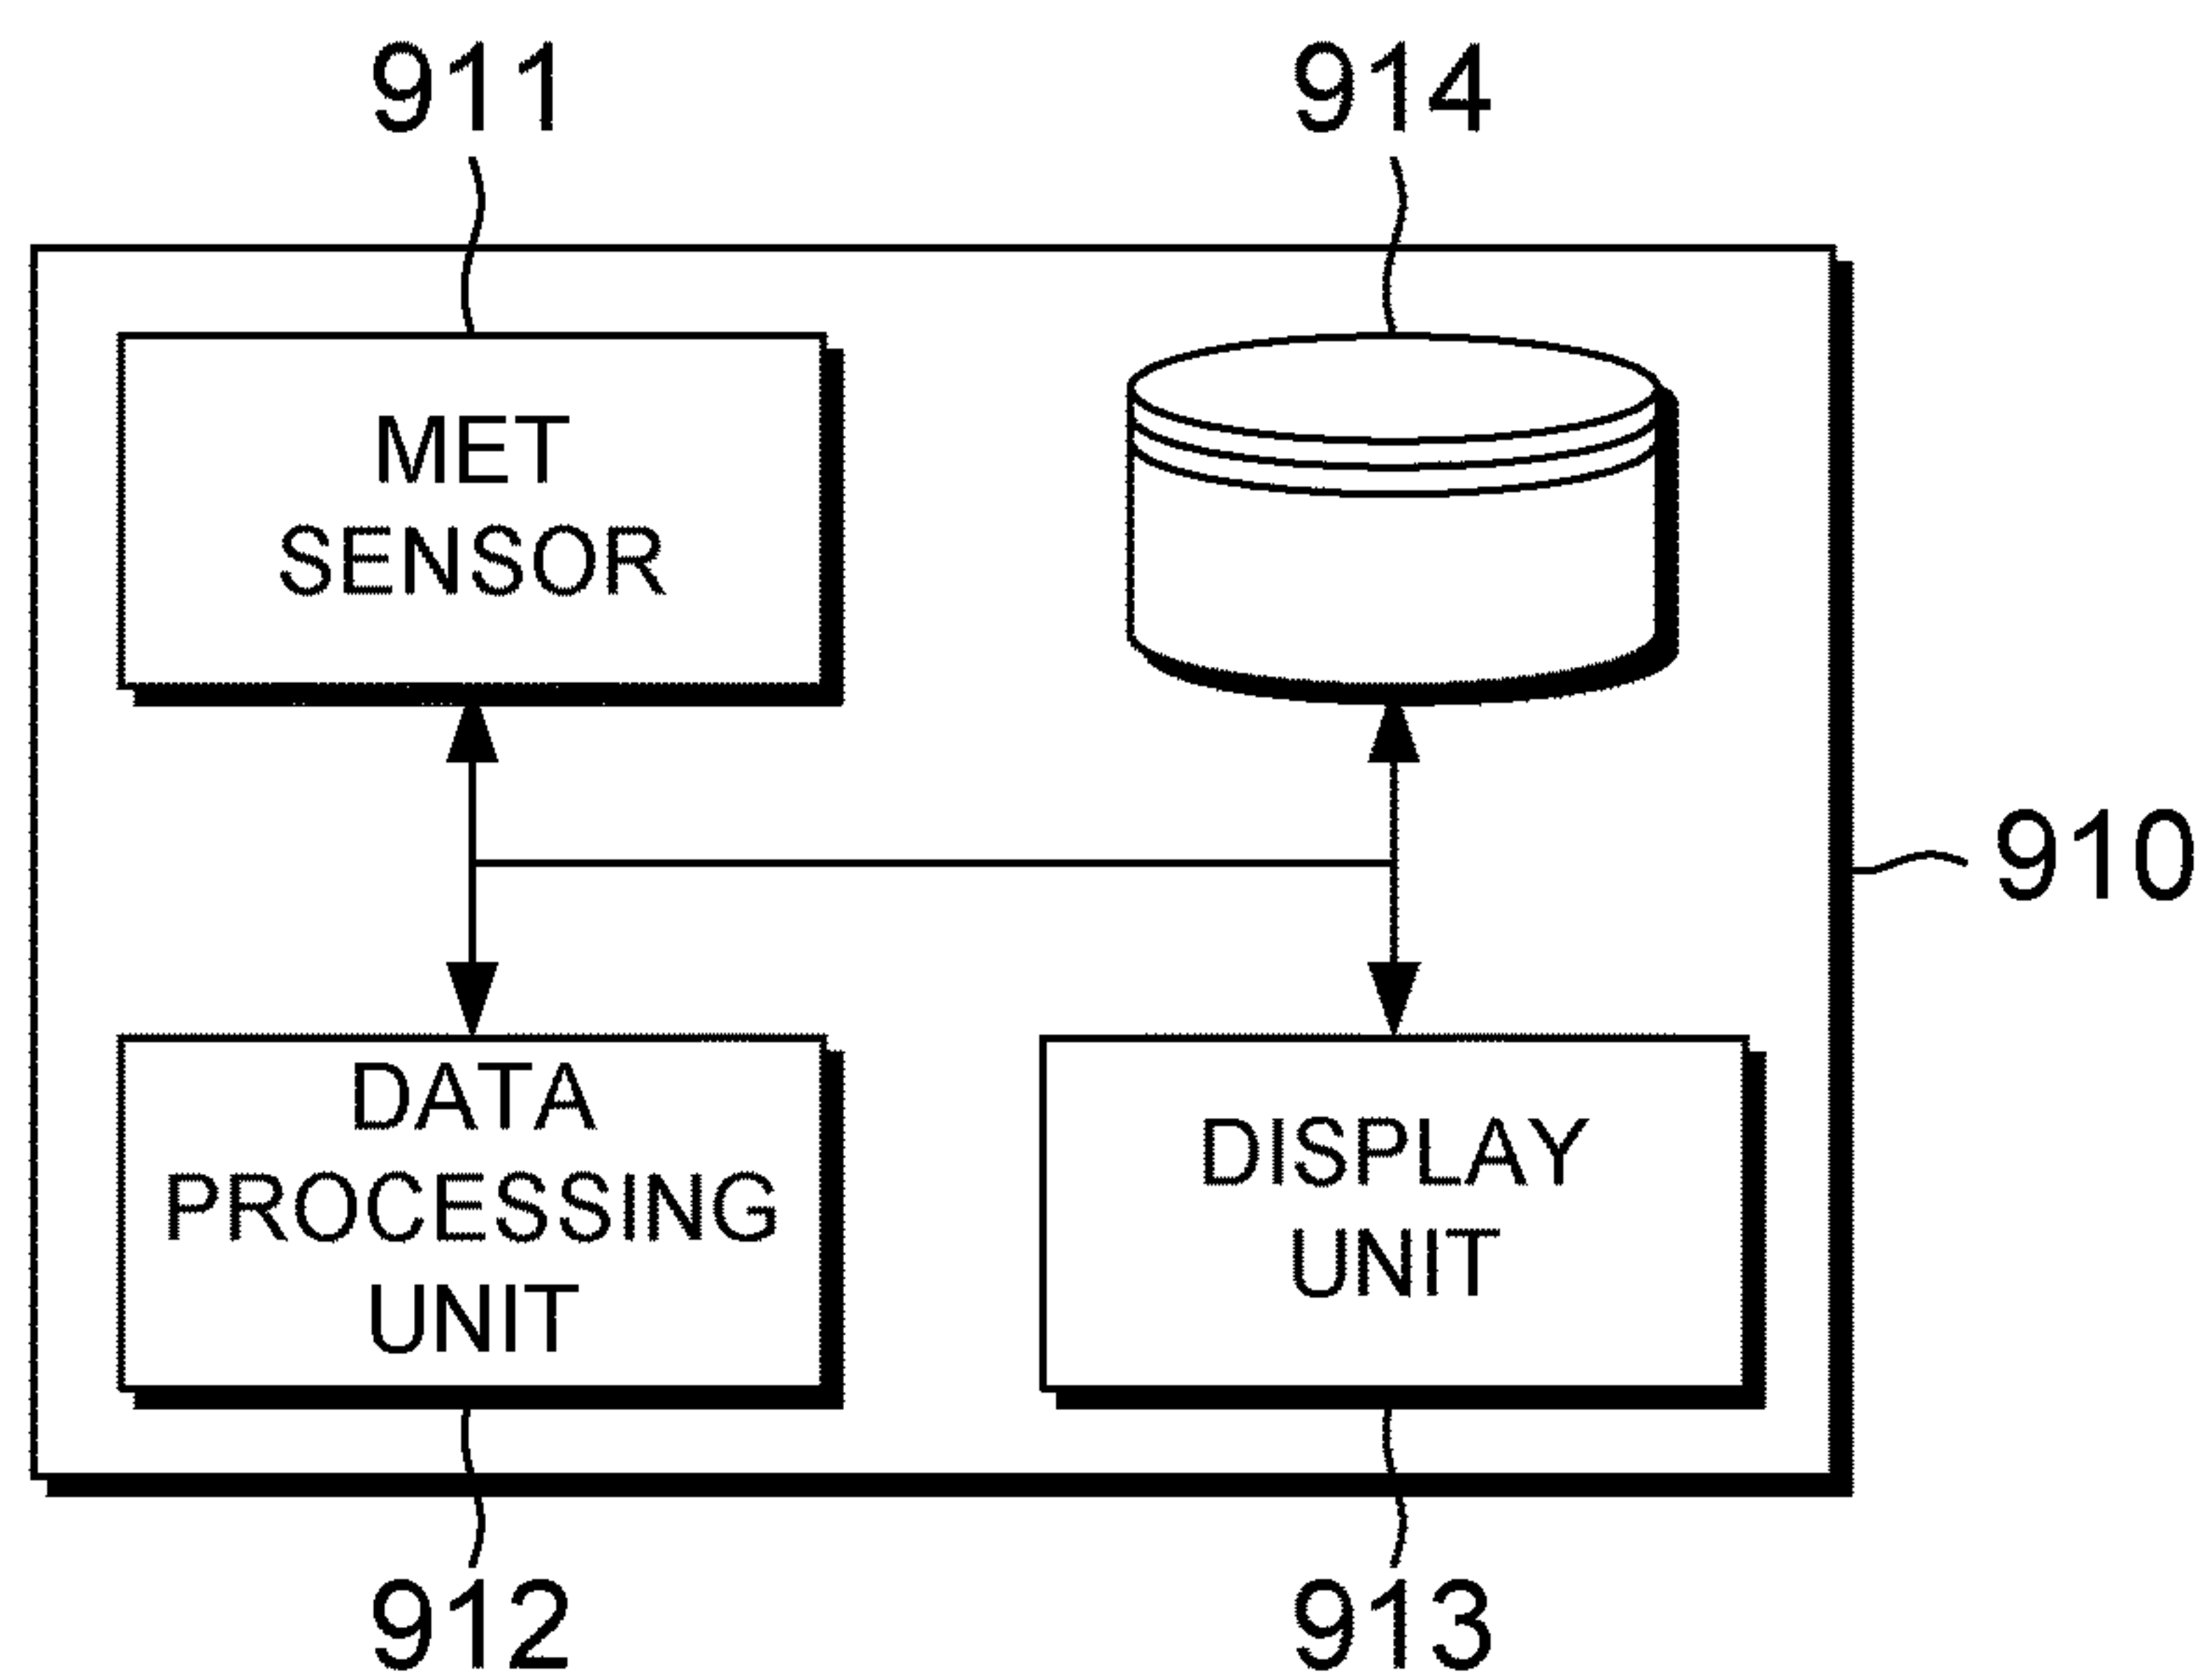 911
914
MET
SENSOR
910
DATA
PROCESSING
UNIT
DISPLAY
UNIT
912
913